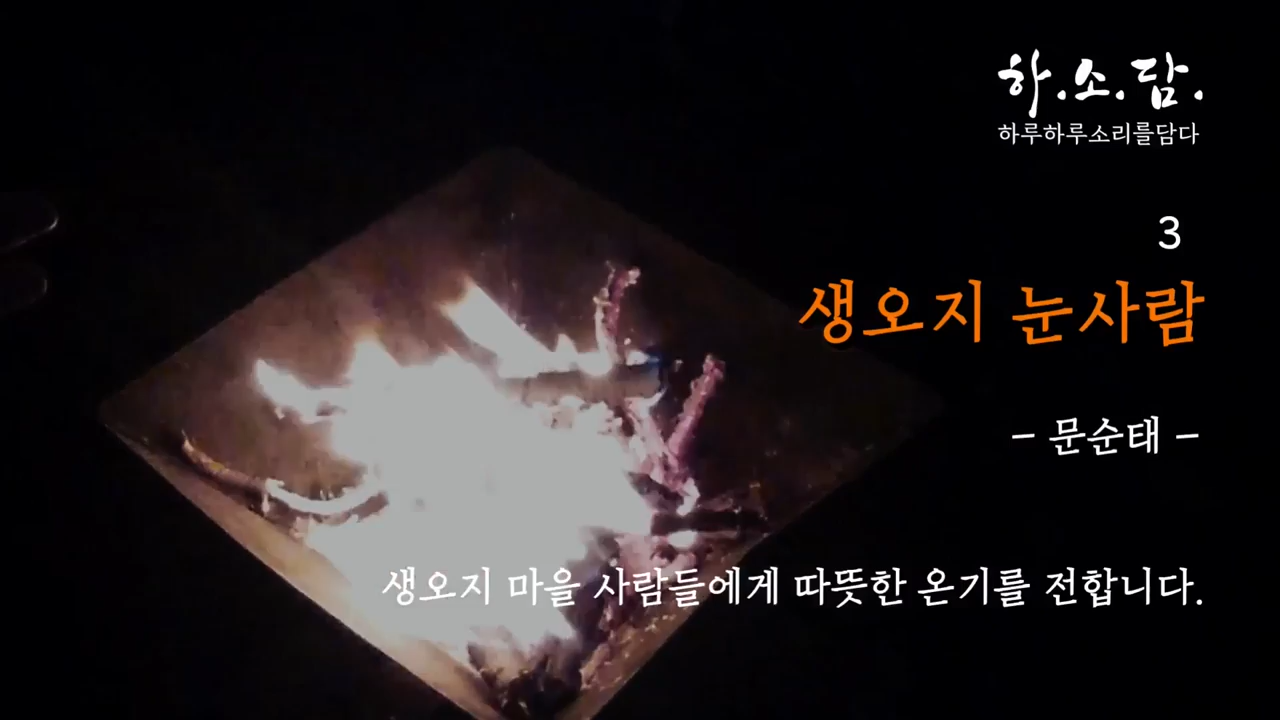 하.소.담.
하루하루소리를담다
3
생오지 눈사람
- 문순태 -
생오지 마을 사람들에게 따뜻한 온기를 전합니다.